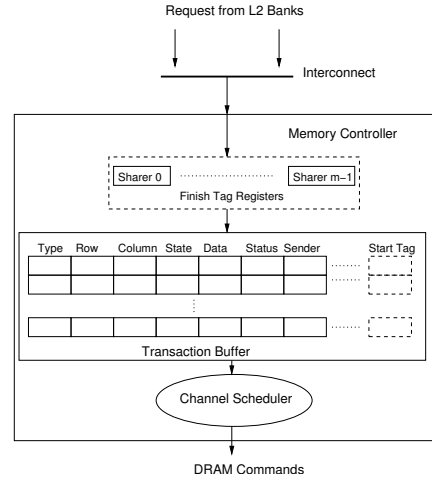 Request from L2 Banks
Interconnect
Memory Controller
Sharer 0 Sharer m−1
Finish Tag Registers
Type Row Column State Data Status Sender Start Tag
Transaction Buffer
Channel Scheduler
DRAM Commands